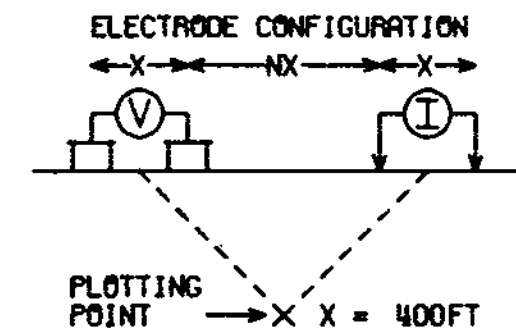 ELECTRODE CONFIGURATION
X NX X
V I
PLOTTING
POINT X X = 400FT